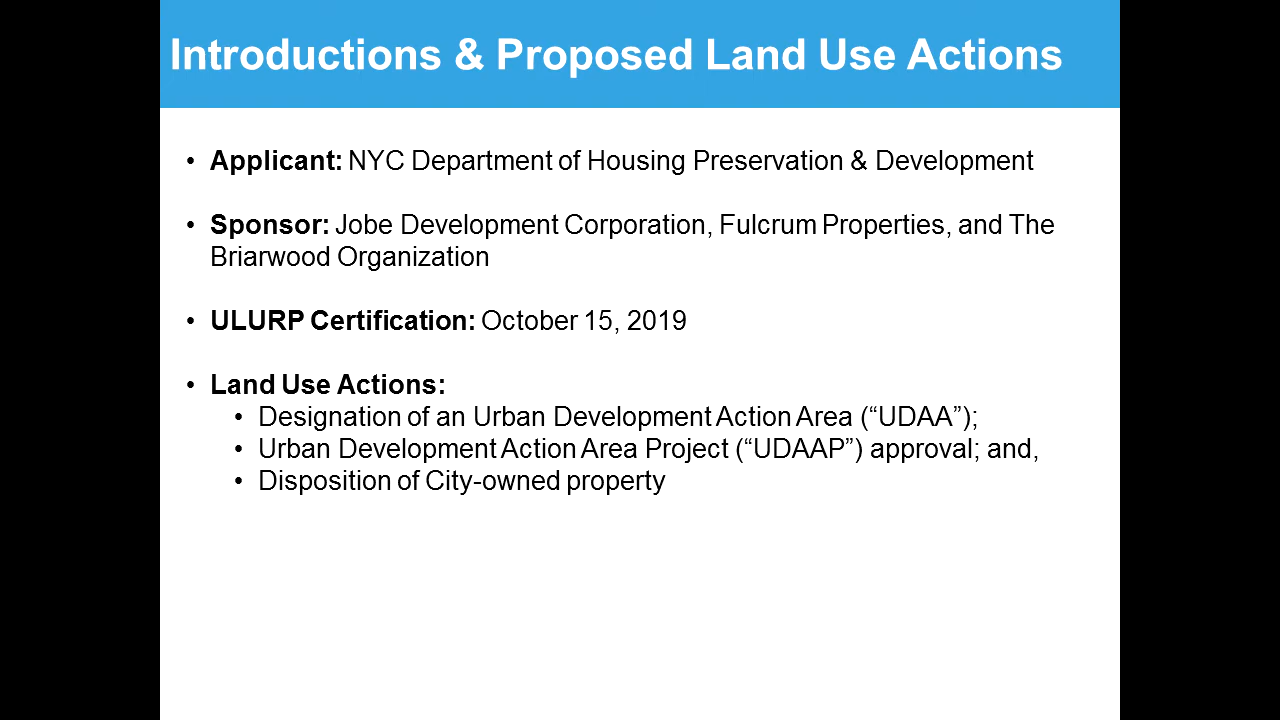 Introductions & Proposed Land Use Actions
• Applicant: NYC Department of Housing Preservation & Development
• Sponsor: Jobe Development Corporation, Fulcrum Properties, and The
Briarwood Organization
• ULURP Certification: October 15, 2019
• Land Use Actions:
• Designation of an Urban Development Action Area (“UDAA”);
• Urban Development Action Area Project (“UDAAP”) approval; and,
• Disposition of City-owned property